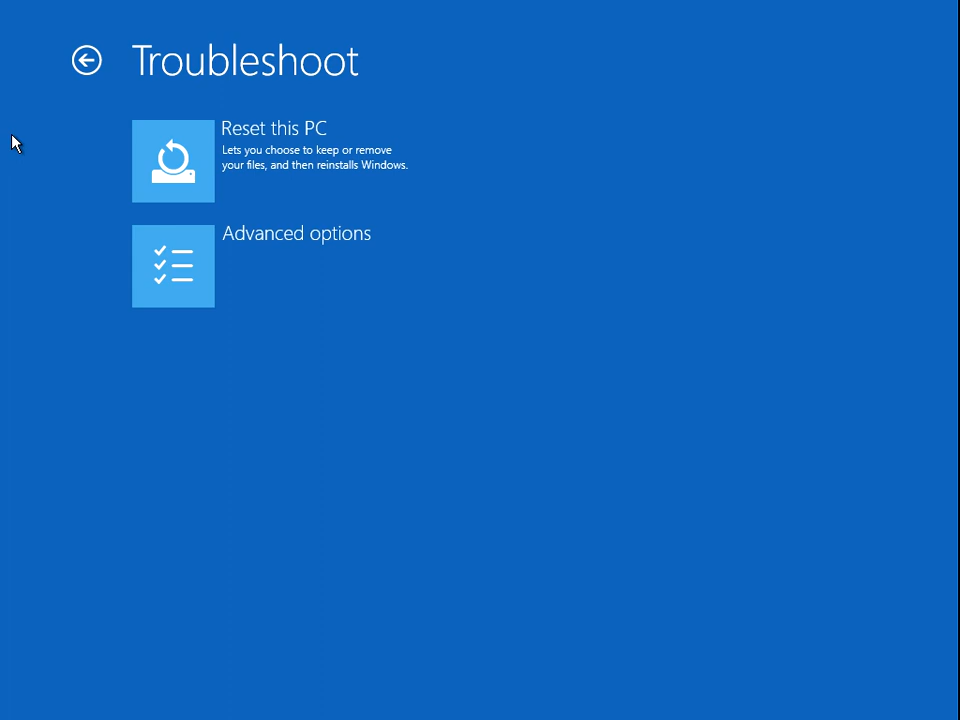 Troubleshoot
Reset this PC
Lets you choose to keep or remove
your files, and then reinstalls Windows.
Advanced options